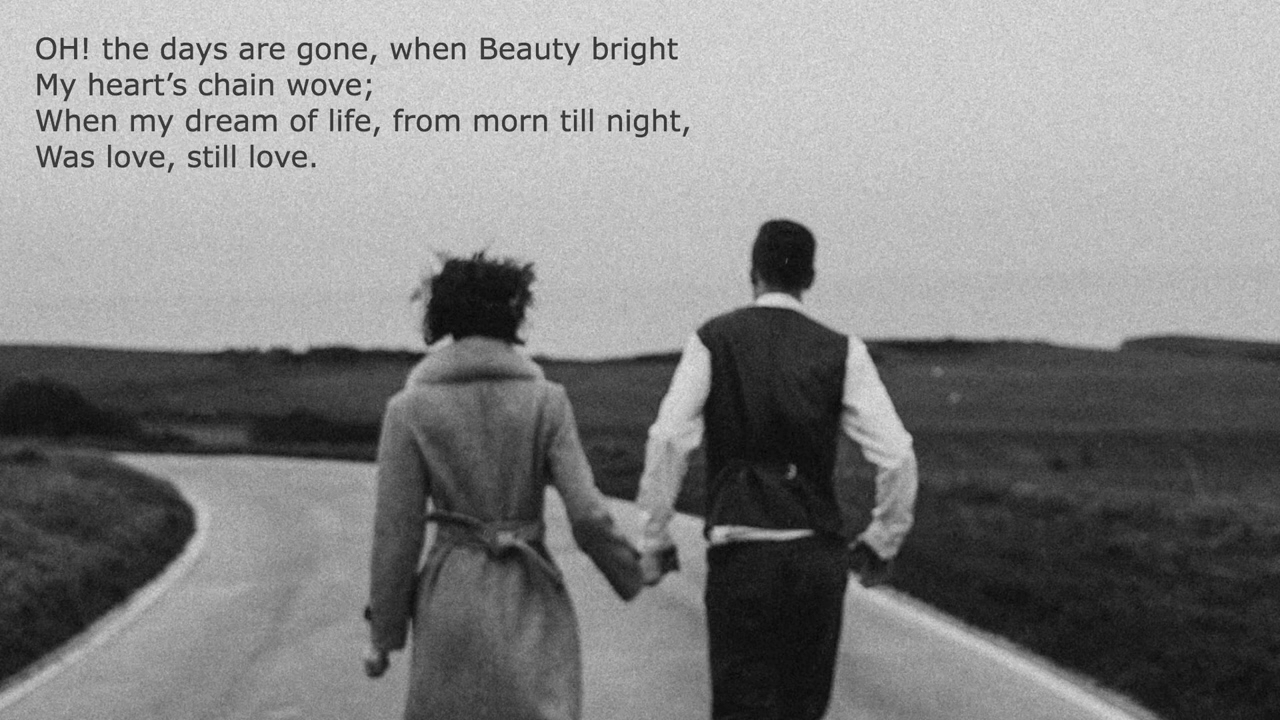 OH! the days are gone, when Beauty bright
My heart’s chain wove;
When my dream of life, from morn till night,
Was love, still love.